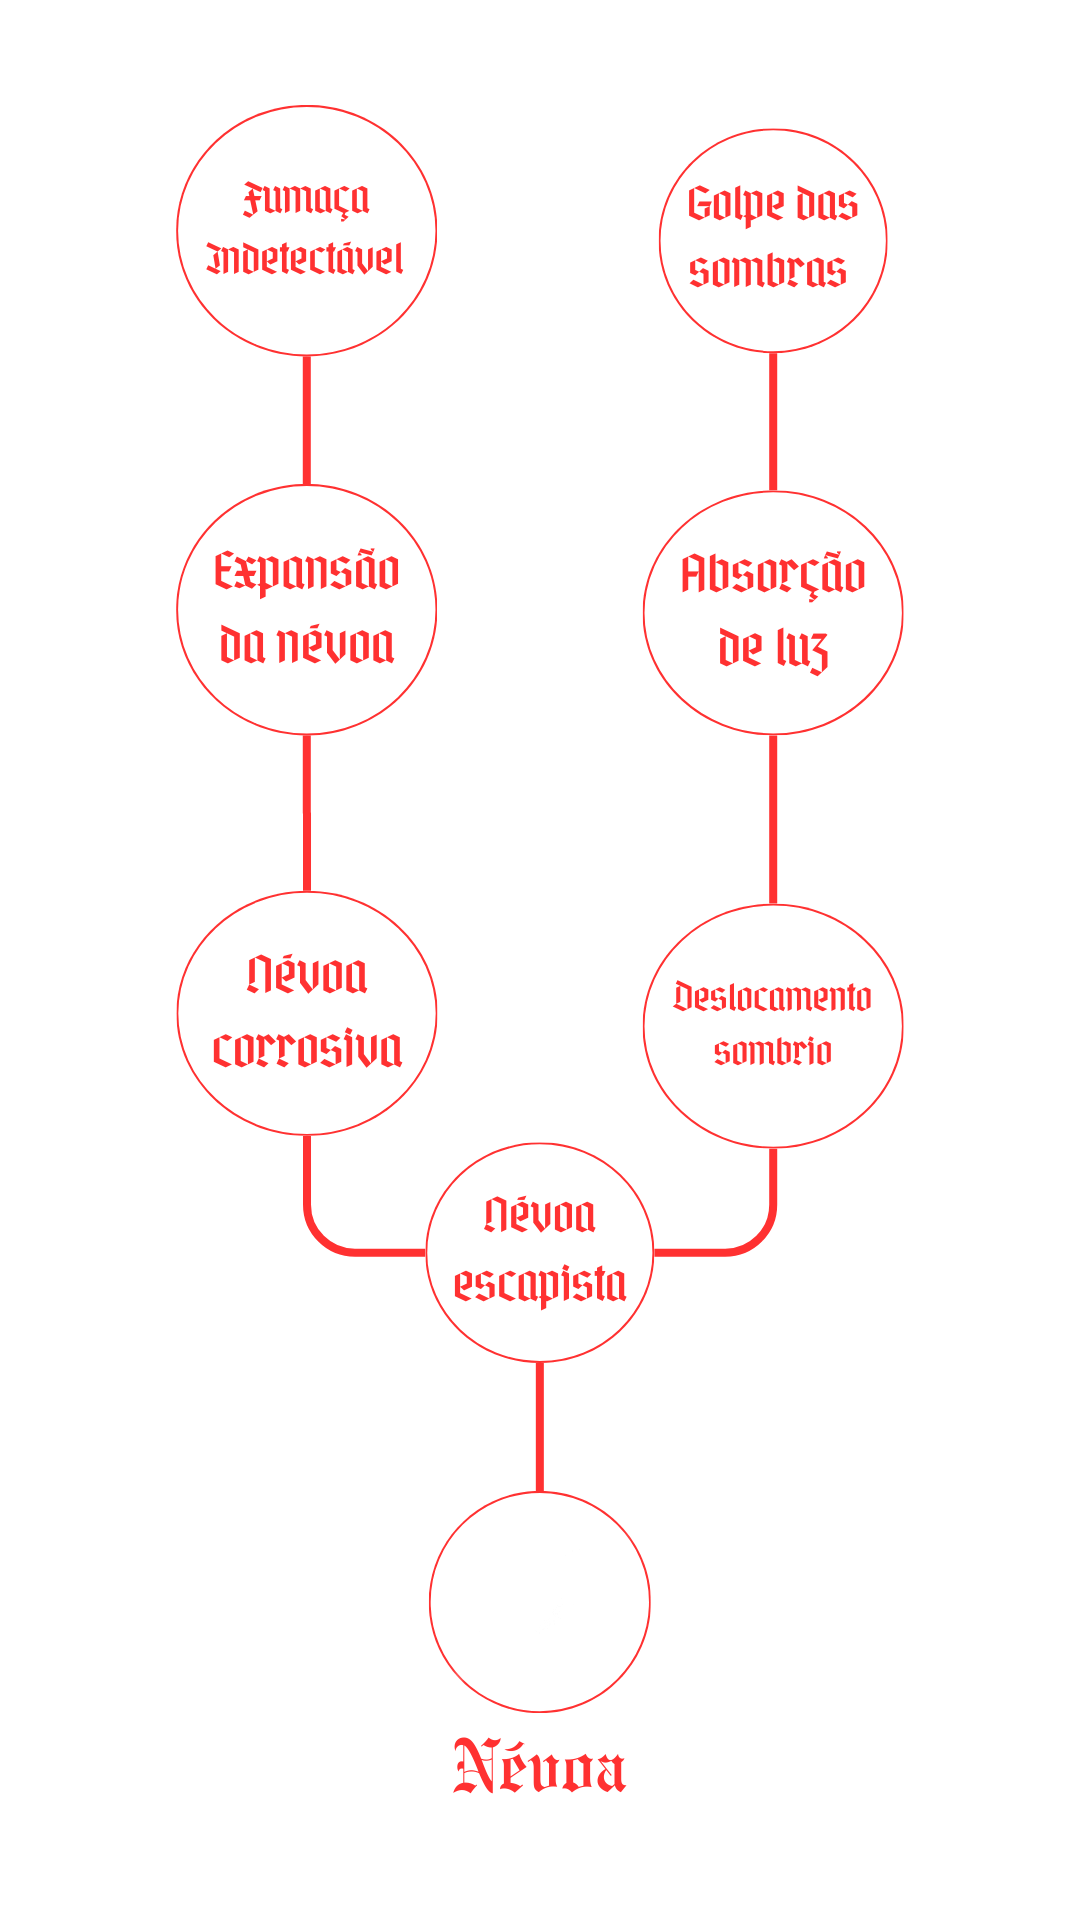 Fumaça
Indetectável
Golpe das
sombras
Expansão
da névoa
Absorção
de luz
Névoa
corrosiva
Deslocamento
sombrio
Névoa
escapista
Névoa